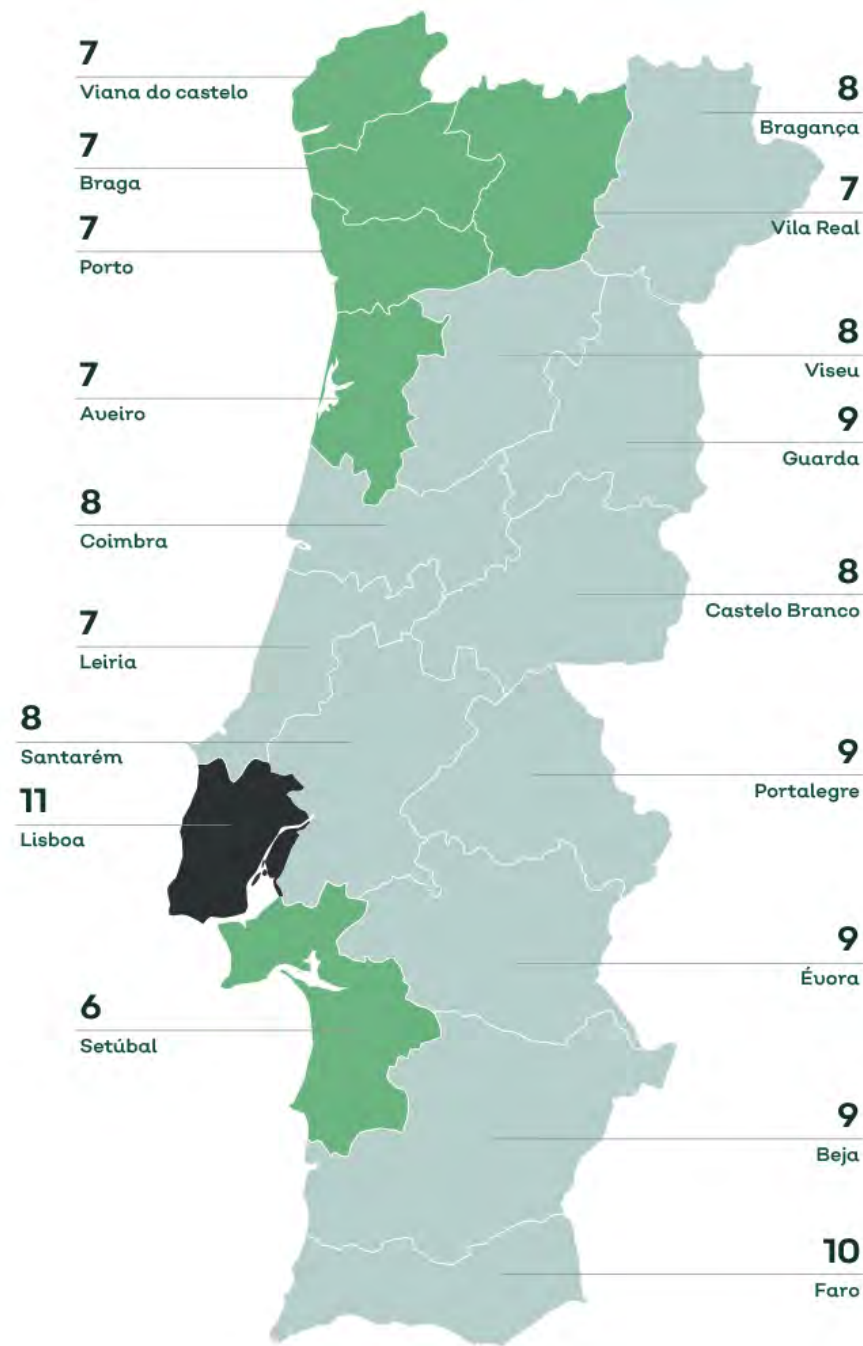 7
Viana do castelo
7
Braga
7
Porto
7
Aveiro
8
Coimbra
7
Leiria
8
Santarém
11
Lisboa
6
Setúbal
8
Bragança
7
Vila Real
8
Viseu
9
Guarda
8
Castelo Branco
9
Portalegre
9
Évora
9
Beja
10
Faro